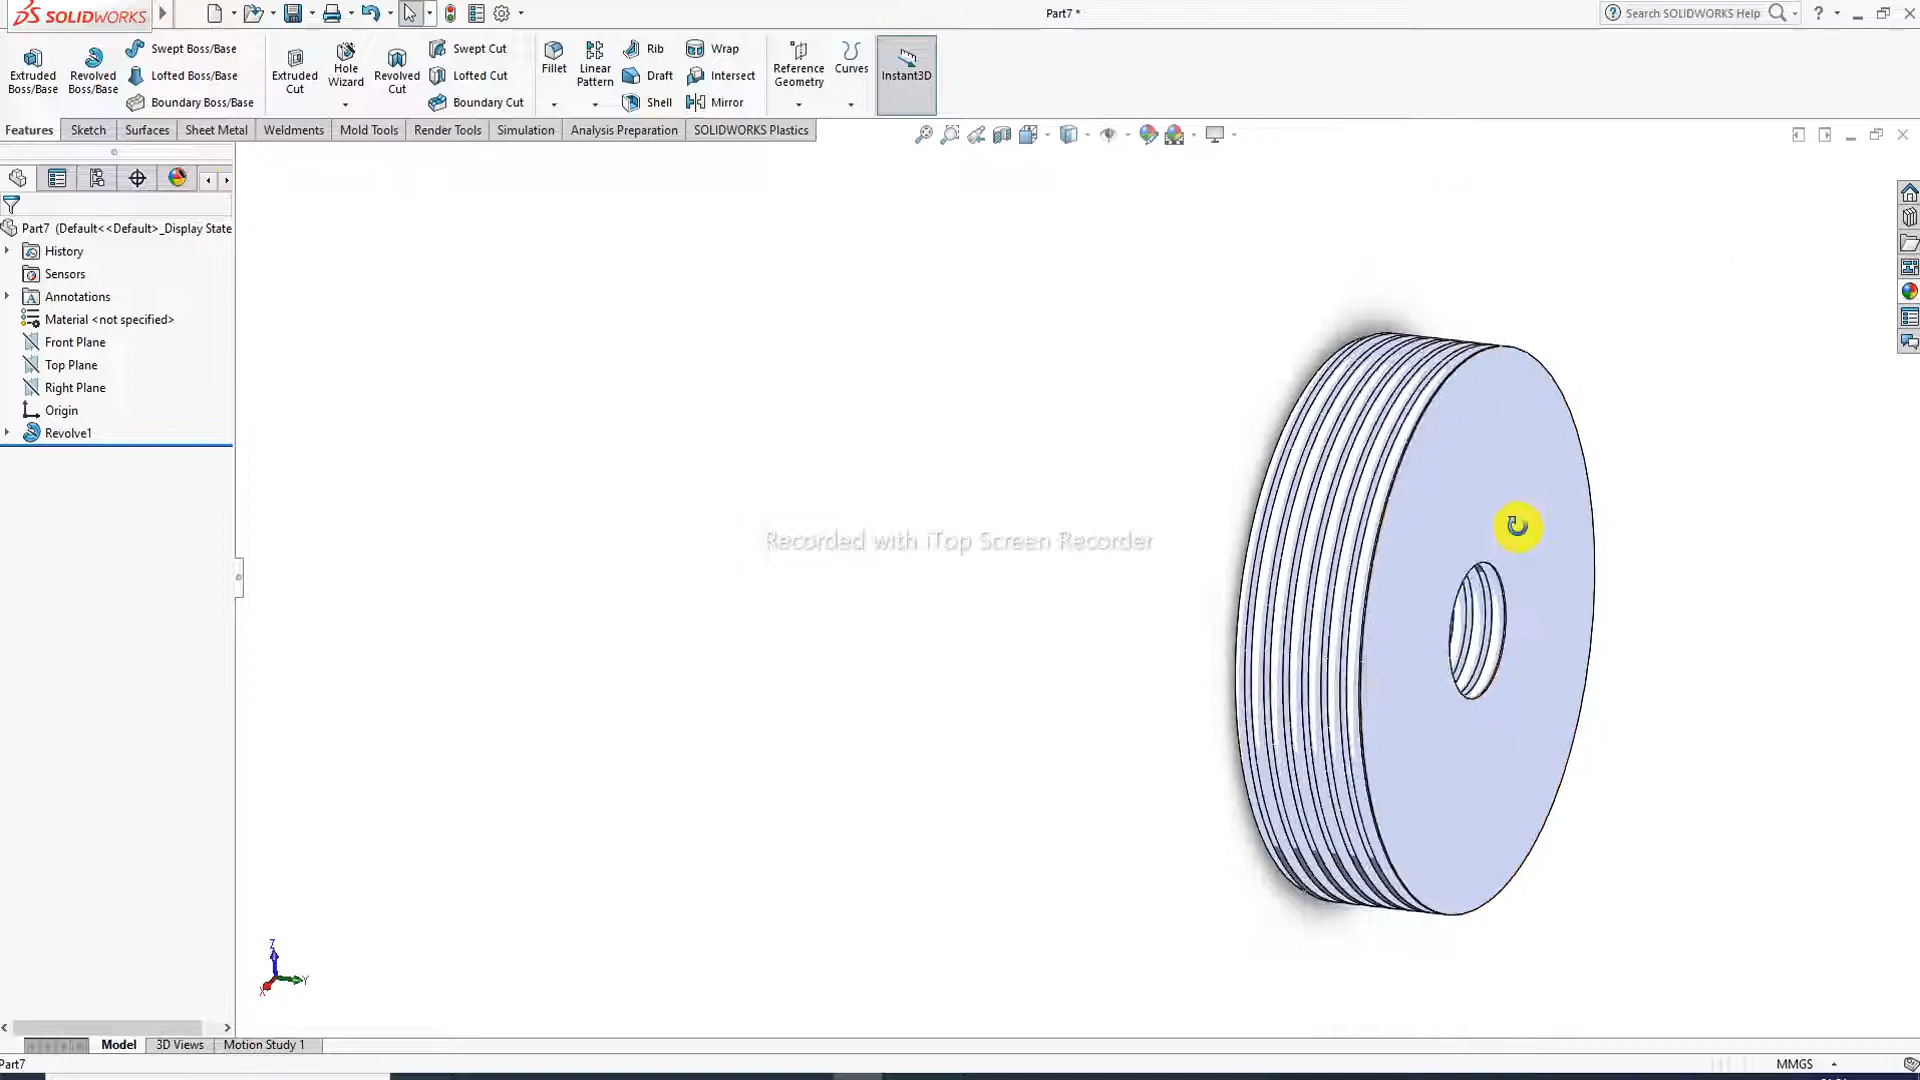 SOLIDWORKS
Part7 *
Search SOLIDWORKS Help
?
Extruded Boss/Base
Revolved Boss/Base
Swept Boss/Base
Lofted Boss/Base
Boundary Boss/Base
Extruded Cut
Hole Wizard
Revolved Cut
Swept Cut
Lofted Cut
Boundary Cut
Fillet
Linear Pattern
Rib
Draft
Shell
Wrap
Intersect
Mirror
Reference Geometry
Curves
Instant3D
Features
Sketch
Surfaces
Sheet Metal
Weldments
Mold Tools
Render Tools
Simulation
Analysis Preparation
SOLIDWORKS Plastics
Part7 (Default<<Default>_Display State
History
Sensors
Annotations
Material <not specified>
Front Plane
Top Plane
Right Plane
Origin
Revolve1
Recorded with iTop Screen Recorder
Z
Y
X
Model
3D Views
Motion Study 1
Part7
MMGS